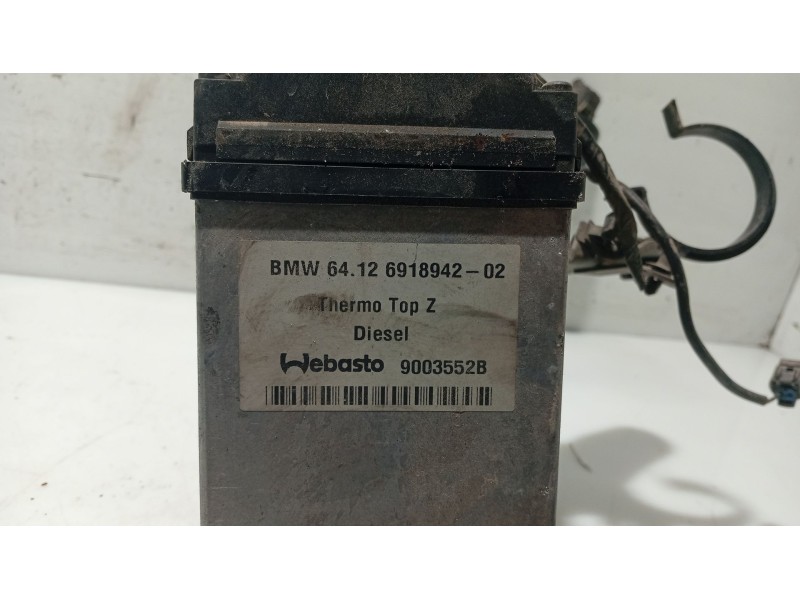 BMW 64.12 6918942-02
Thermo Top Z
Diesel
Webasto 9003552B